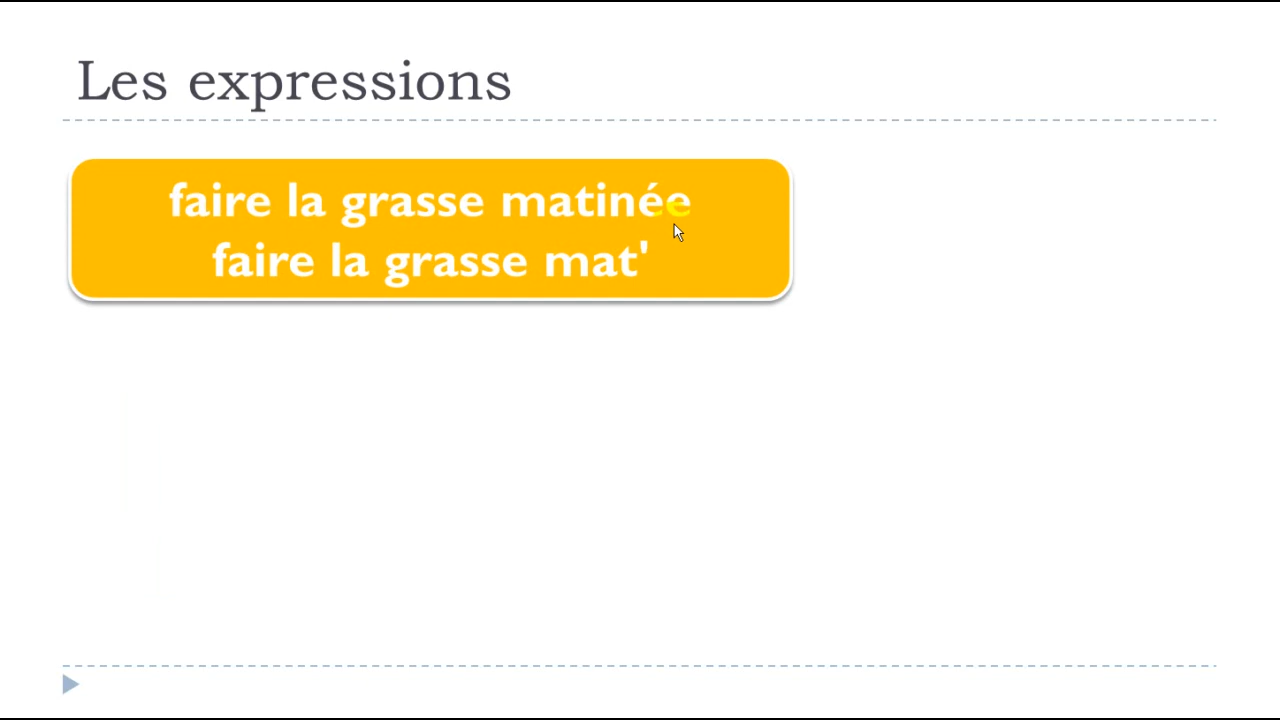 Les expressions
faire la grasse matinée
faire la grasse mat'